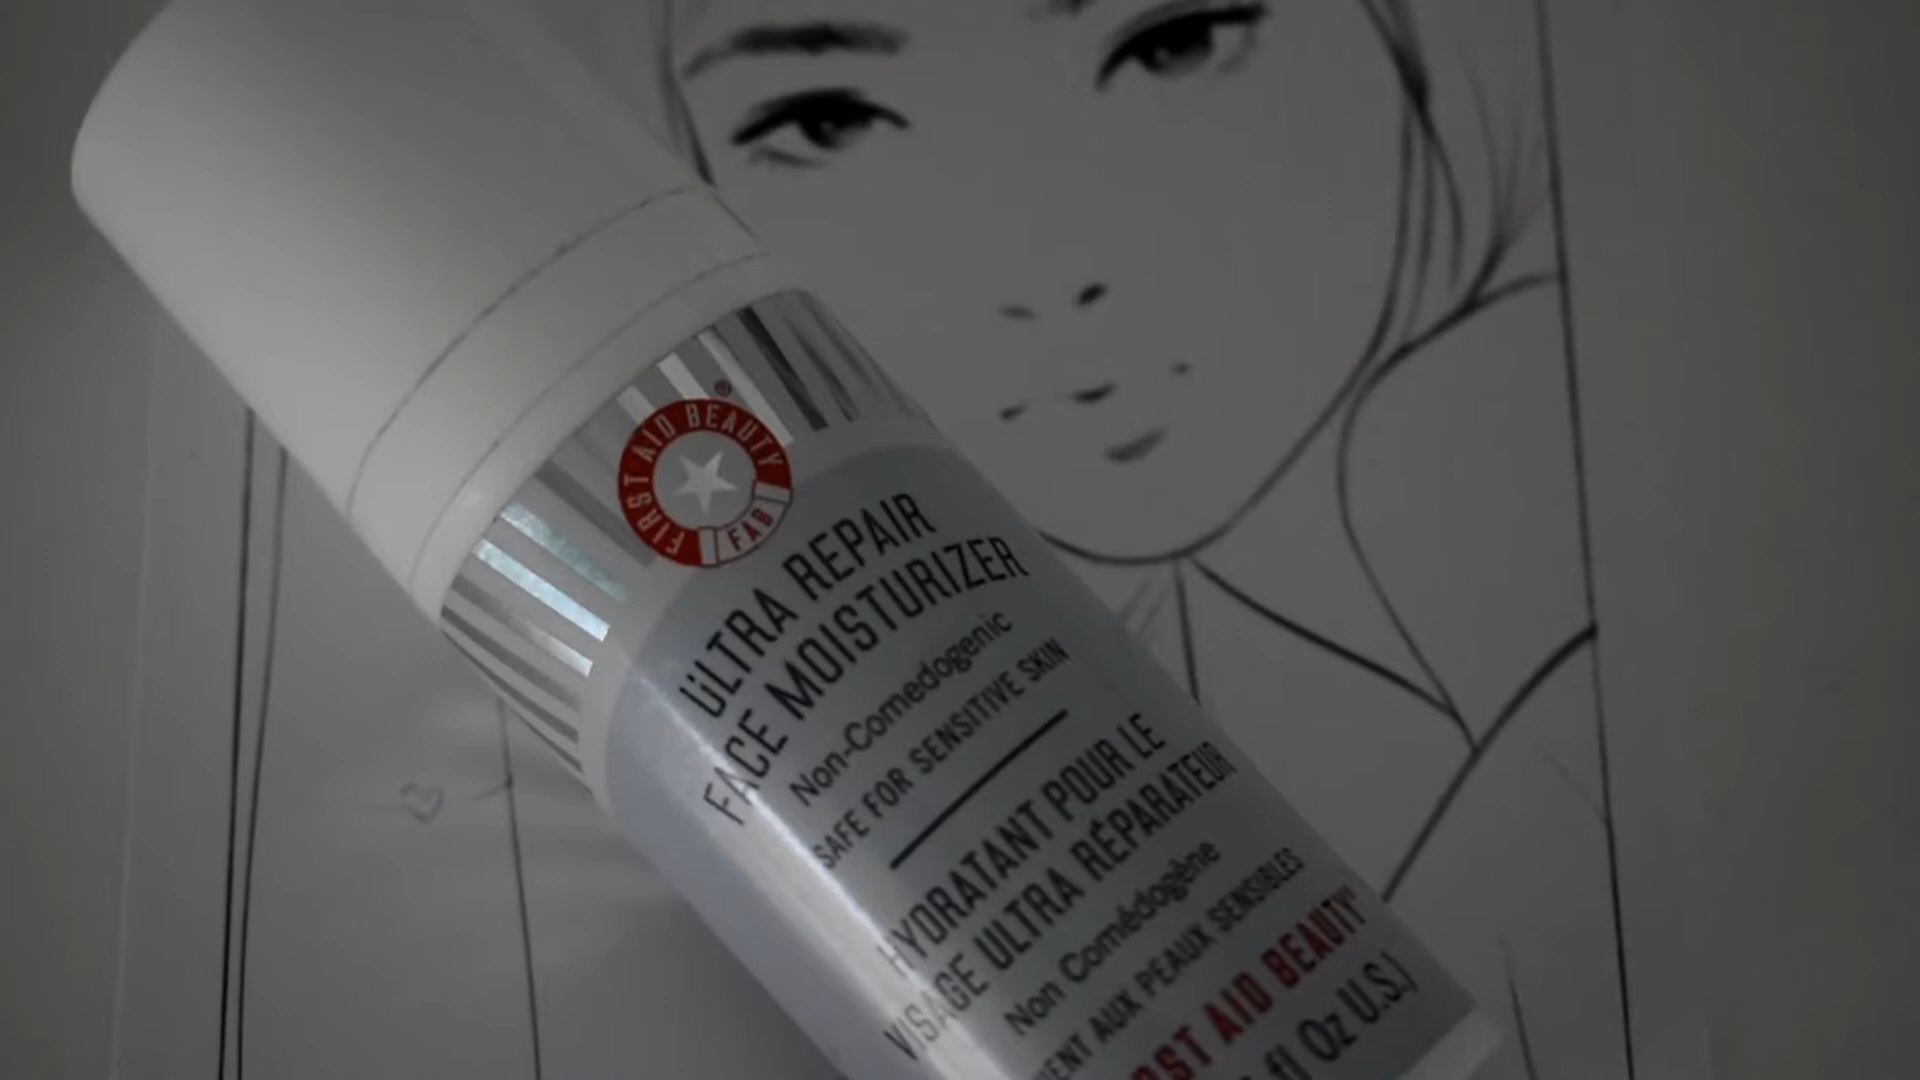 FIRST AID BEAUTY
FAB
ULTRA REPAIR
FACE MOISTURIZER
Non-Comedogenic
SAFE FOR SENSITIVE SKIN
HYDRATANT POUR LE
VISAGE ULTRA RÉPARATEUR
Non Comédogène
AUX PEAUX SENSIBLES
AID BEAUTY
fl Oz U.S.)